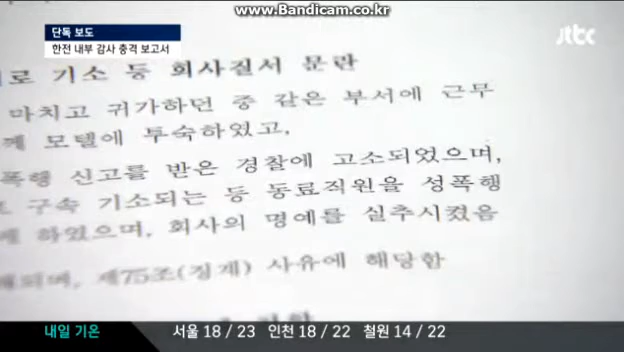 www.Bandicam.co.kr
단독 보도
한전 내부 감사 충격 보고서
jtbc
로 기소 등 회사질서 문란
마치고 귀가하던 중 같은 부서에 근무
께 모텔에 투숙하였고,
폭행 신고를 받은 경찰에 고소되었으며,
구속 기소되는 등 동료직원을 성폭행
하였으며, 회사의 명예를 실추시켰음
제75조(징계) 사유에 해당함
내일 기온 서울 18 / 23 인천 18 / 22 철원 14 / 22